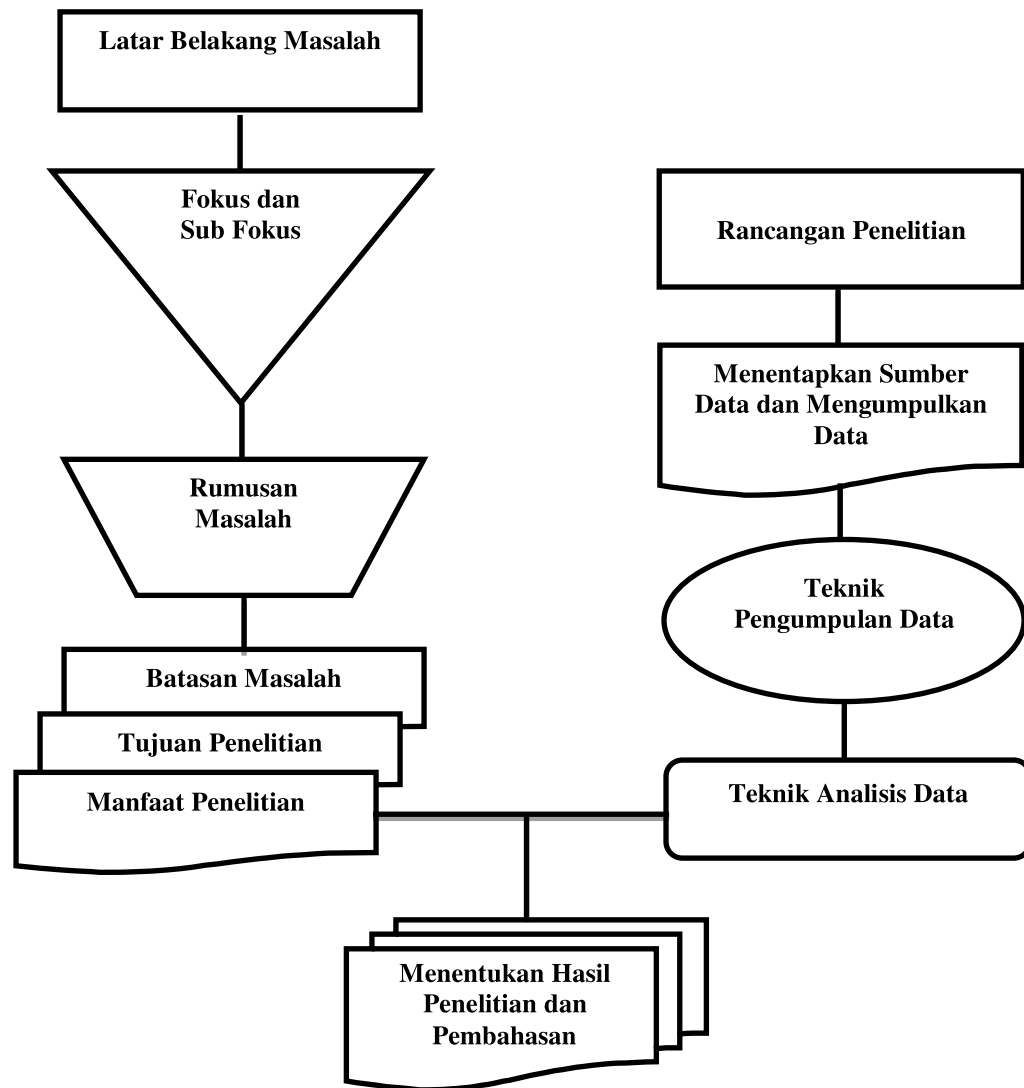 Latar Belakang Masalah
Fokus dan
Sub Fokus
Rumusan
Masalah
Batasan Masalah
Tujuan Penelitian
Manfaat Penelitian
Rancangan Penelitian
Menentapkan Sumber
Data dan Mengumpulkan
Data
Teknik
Pengumpulan Data
Teknik Analisis Data
Menentukan Hasil
Penelitian dan
Pembahasan